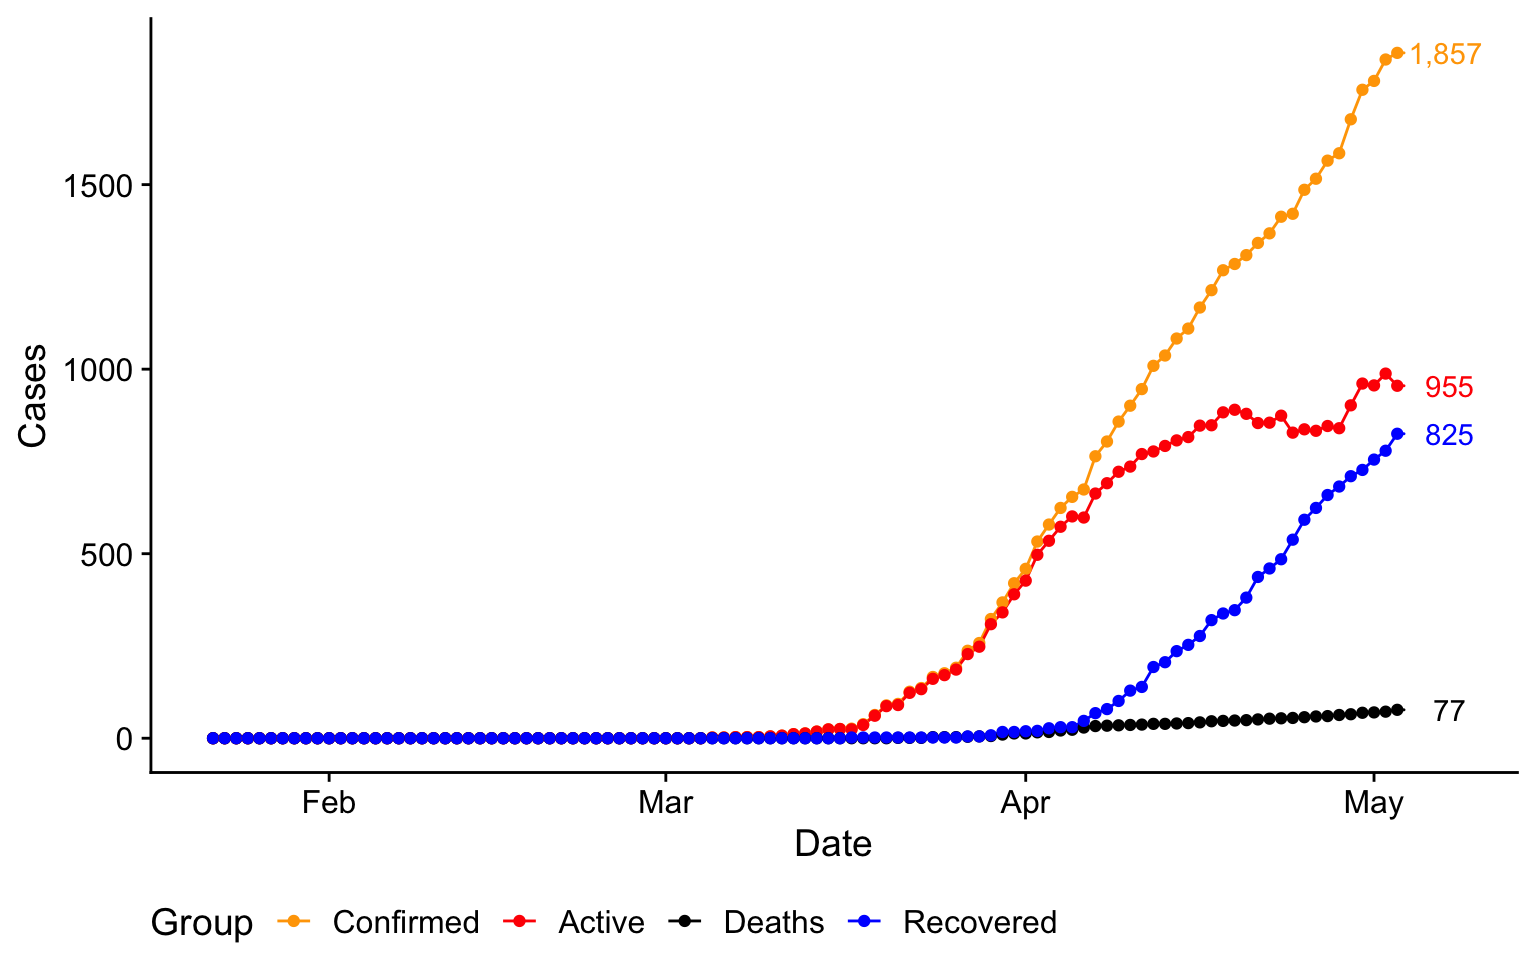 1,857
1500
Cases
1000
955
825
500
77
0
Feb Mar Apr May
Date
Group Confirmed Active Deaths Recovered